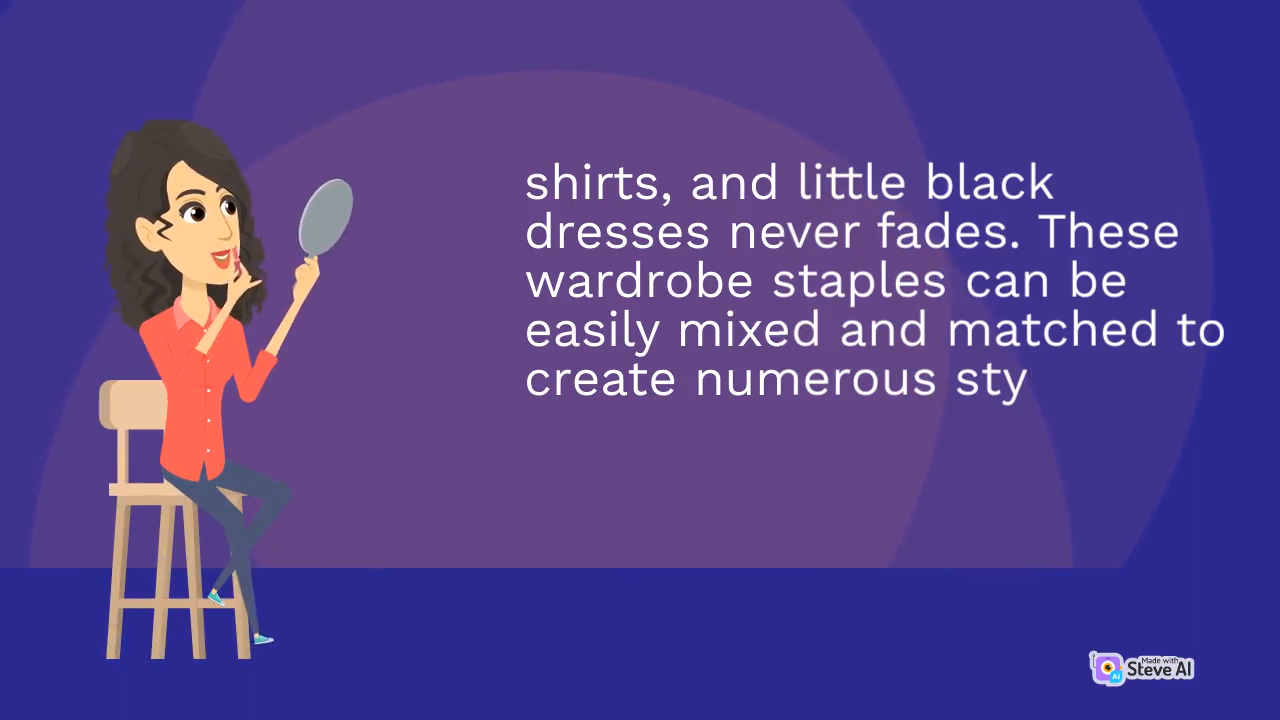 shirts, and little black
dresses never fades. These
wardrobe staples can be
easily mixed and matched to
create numerous sty
Made with
Steve AI
AI